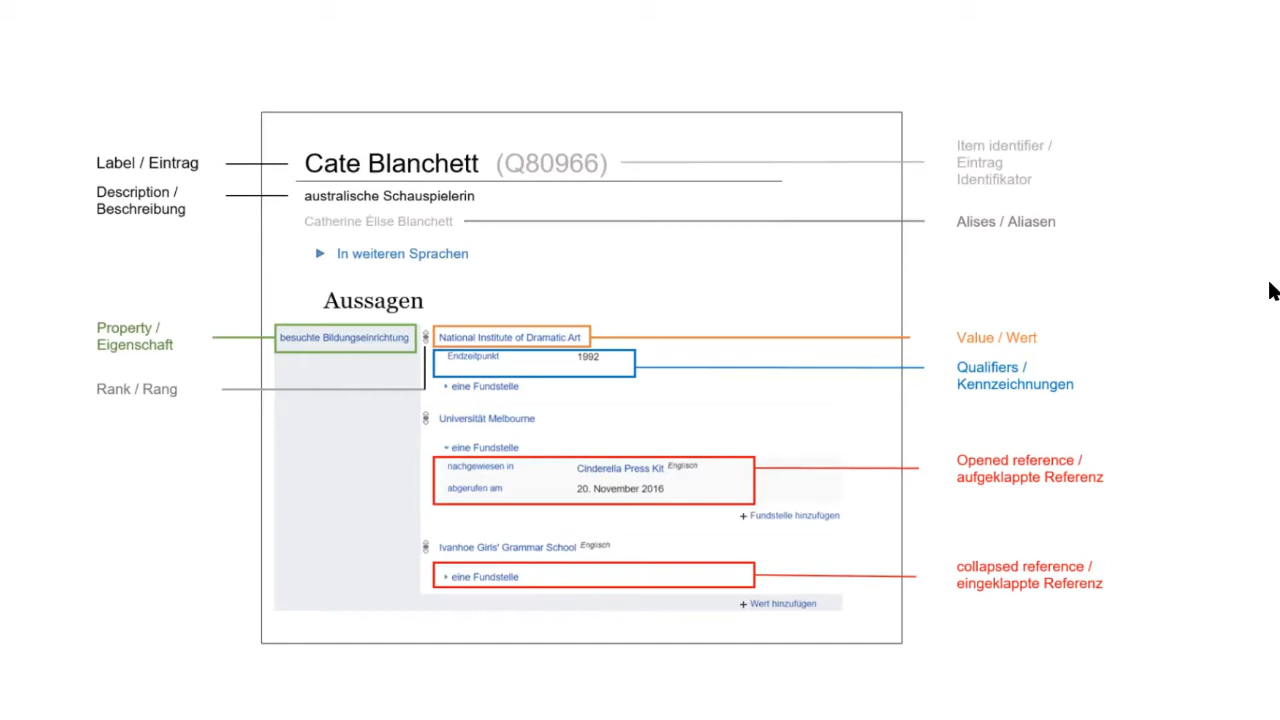 Label / Eintrag
Cate Blanchett (Q80966)
Item identifier /
Eintrag
Identifikator
Description /
Beschreibung
australische Schauspielerin
Catherine Élise Blanchett
Alises / Aliasen
In weiteren Sprachen
Aussagen
Property /
Eigenschaft
besuchte Bildungseinrichtung
National Institute of Dramatic Art
Value / Wert
Endzeitpunkt 1992
Qualifiers /
Kennzeichnungen
Rank / Rang
eine Fundstelle
Universität Melbourne
eine Fundstelle
nachgewiesen in Cinderella Press Kit Englisch
abgerufen am 20. November 2016
Opened reference /
aufgeklappte Referenz
+ Fundstelle hinzufügen
Ivanhoe Girls' Grammar School Englisch
eine Fundstelle
collapsed reference /
eingeklappte Referenz
+ Wert hinzufügen